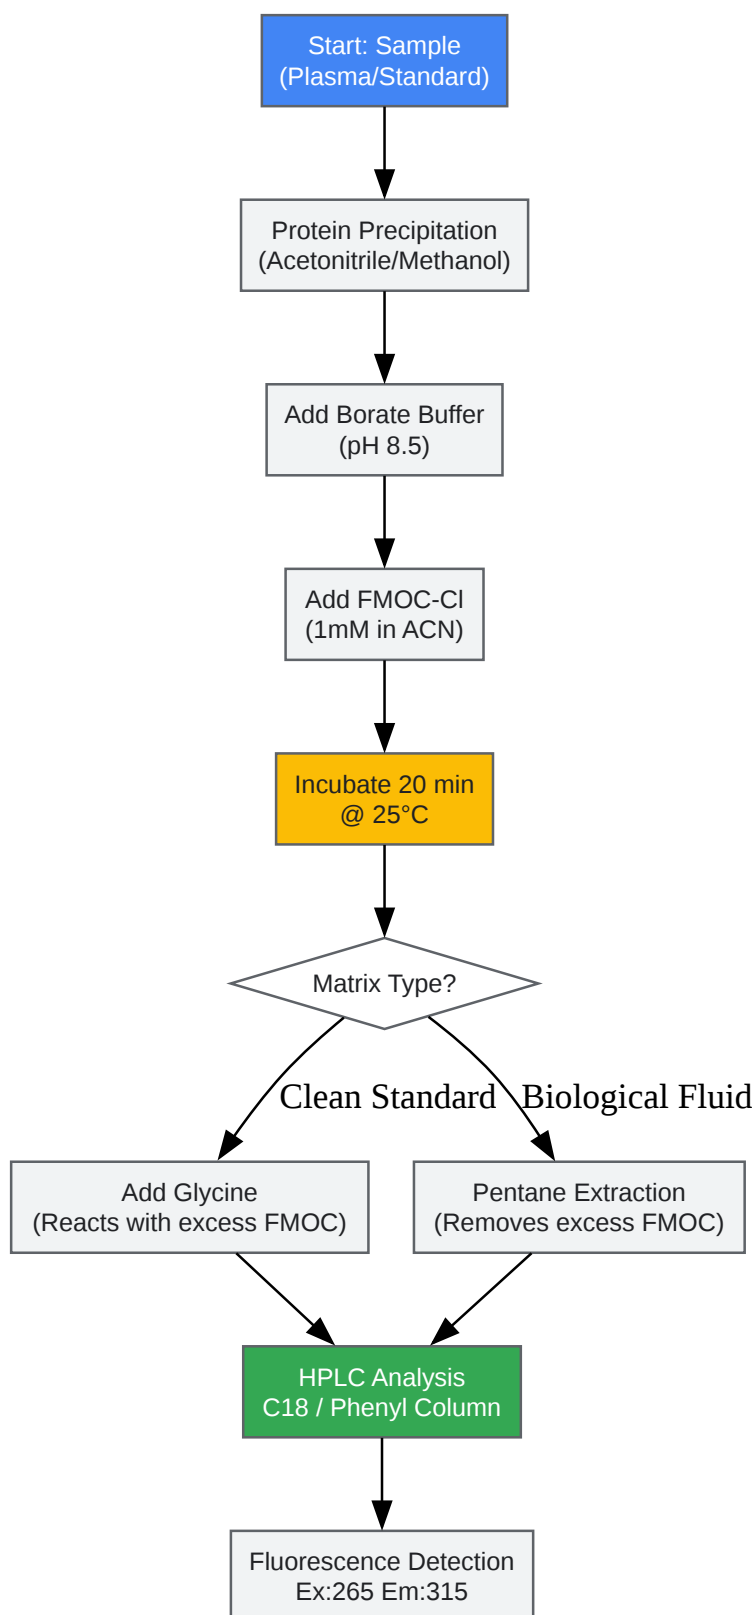 Start: Sample
(Plasma/Standard)
Protein Precipitation
(Acetonitrile/Methanol)
Add Borate Buffer
(pH 8.5)
Add FMOC-Cl
(1mM in ACN)
Incubate 20 min
@ 25°C
Matrix Type?
Clean Standard
Biological Fluid
Add Glycine
(Reacts with excess FMOC)
Pentane Extraction
(Removes excess FMOC)
HPLC Analysis
C18 / Phenyl Column
Fluorescence Detection
Ex:265 Em:315